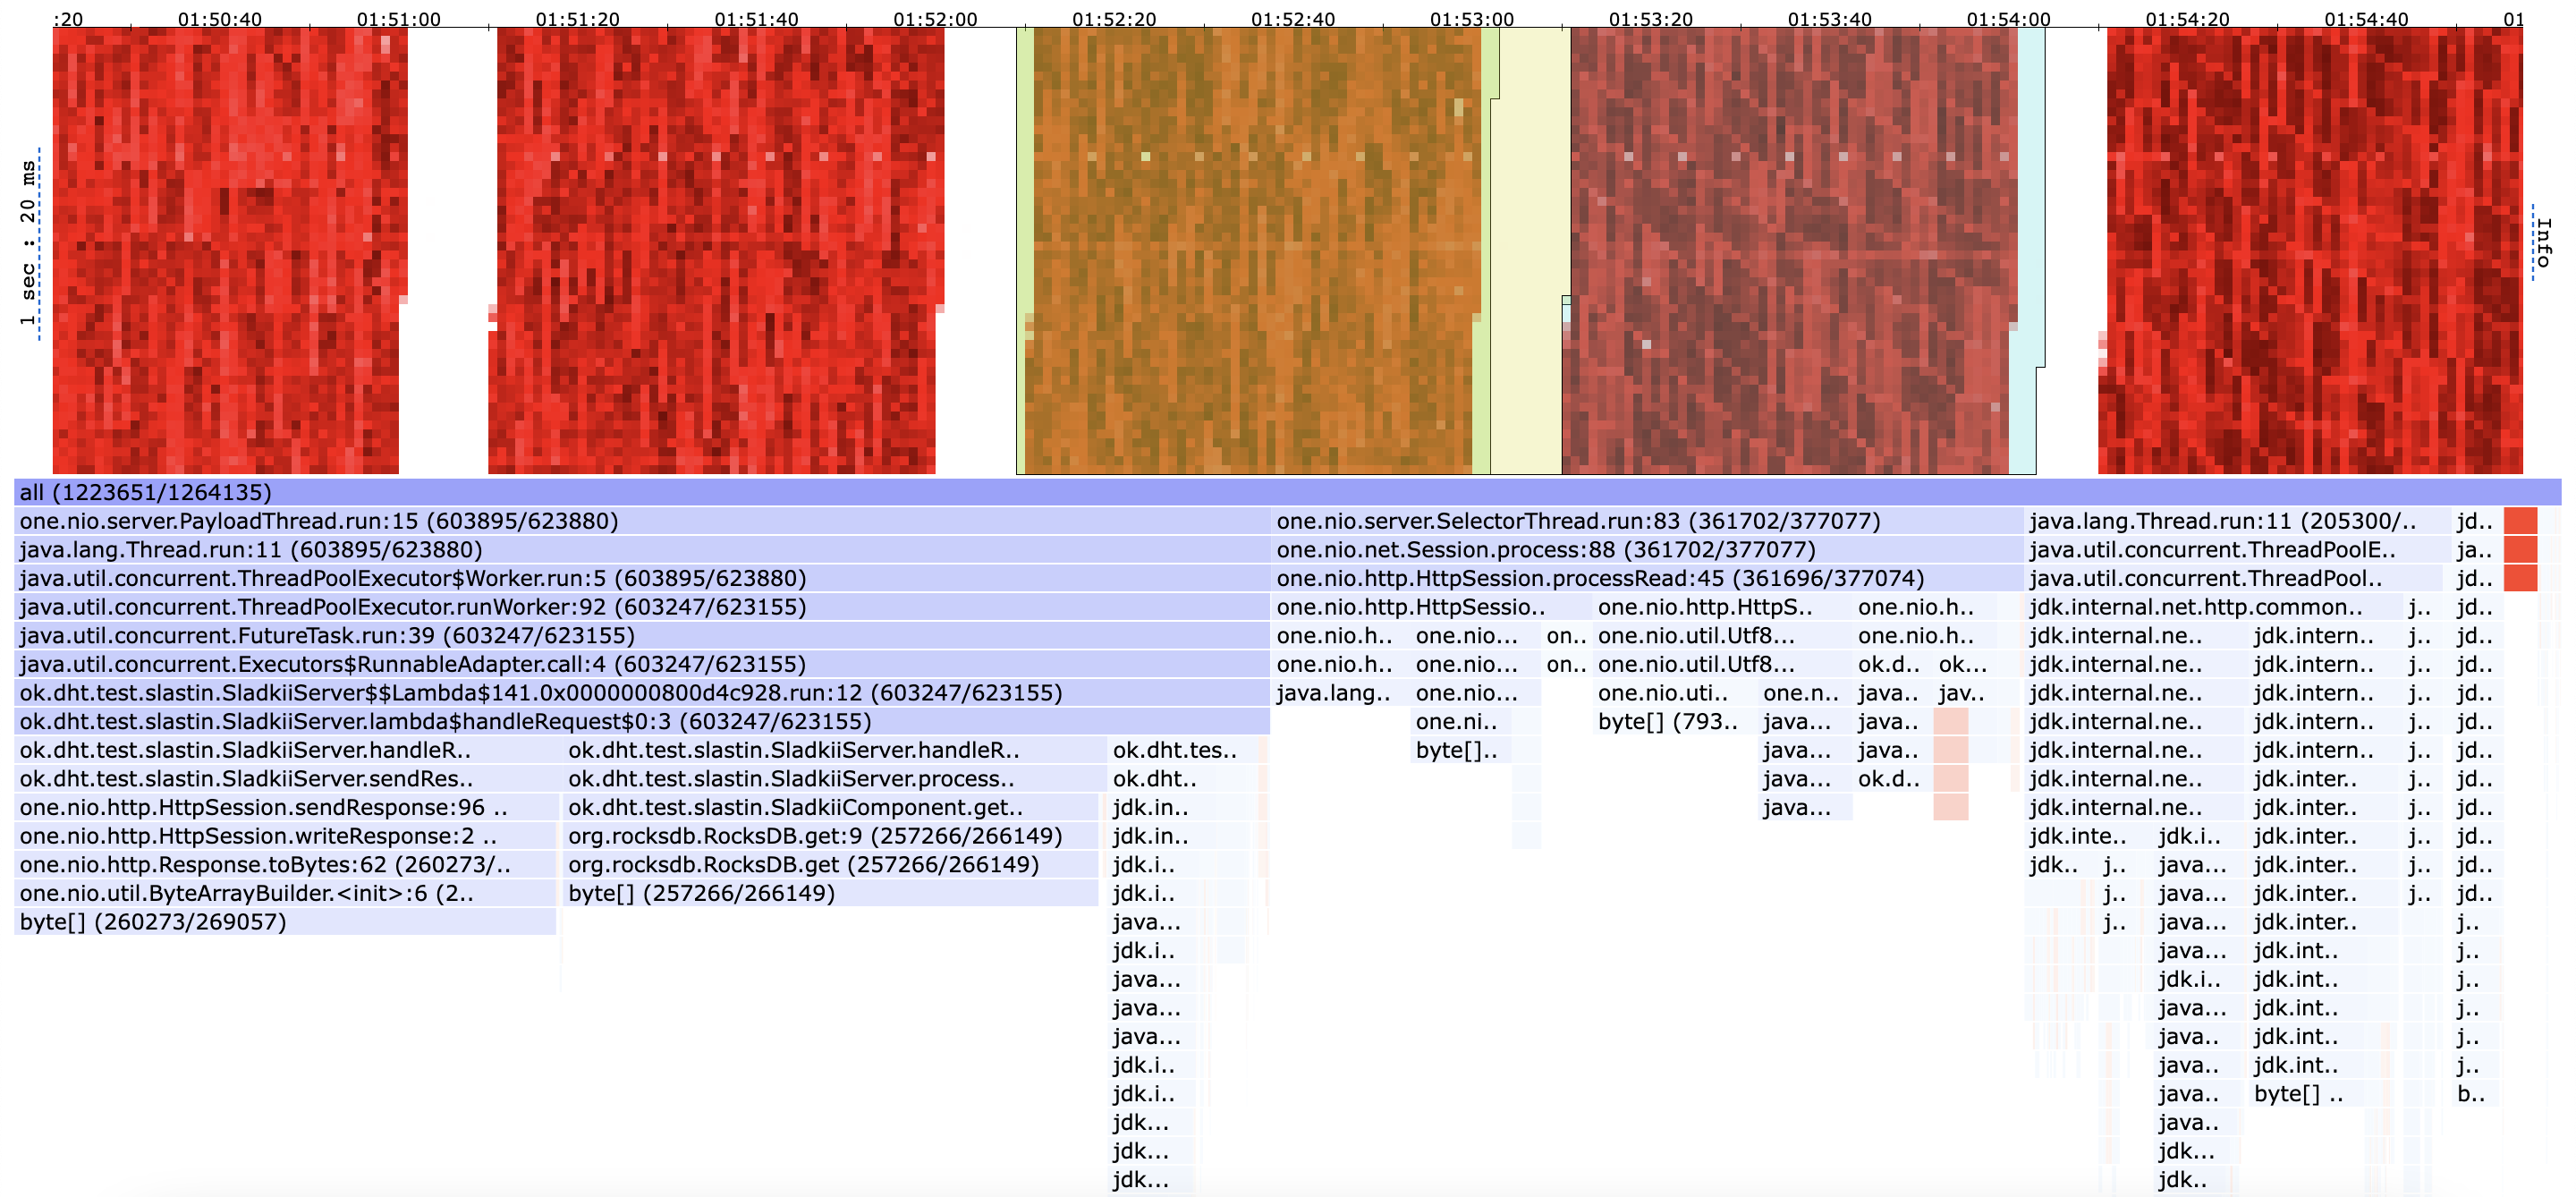 :20 01:50:40 01:51:00 01:51:20 01:51:40 01:52:00 01:52:20 01:52:40 01:53:00 01:53:20 01:53:40 01:54:00 01:54:20 01:54:40 01
1 sec : 20 ms
Info
all (1223651/1264135)
one.nio.server.PayloadThread.run:15 (603895/623880) one.nio.server.SelectorThread.run:83 (361702/377077) java.lang.Thread.run:11 (205300/.. jd..
java.lang.Thread.run:11 (603895/623880) one.nio.net.Session.process:88 (361702/377077) java.util.concurrent.ThreadPoolE.. ja..
java.util.concurrent.ThreadPoolExecutor$Worker.run:5 (603895/623880) one.nio.http.HttpSession.processRead:45 (361696/377074) java.util.concurrent.ThreadPool.. jd..
java.util.concurrent.ThreadPoolExecutor.runWorker:92 (603247/623155) one.nio.http.HttpSessio.. one.nio.http.HttpS.. one.nio.h.. jdk.internal.net.http.common.. j.. jd..
java.util.concurrent.FutureTask.run:39 (603247/623155) one.nio.h.. one.nio... on.. one.nio.util.Utf8... one.nio.h.. jdk.internal.ne.. jdk.intern.. j.. jd..
java.util.concurrent.Executors$RunnableAdapter.call:4 (603247/623155) one.nio.h.. one.nio... on.. one.nio.util.Utf8... ok.d.. ok... jdk.internal.ne.. jdk.intern.. j.. jd..
ok.dht.test.slastin.SladkiiServer$$Lambda$141.0x0000000800d4c928.run:12 (603247/623155) java.lang.. one.nio... one.nio.uti.. one.n.. java.. jav.. jdk.internal.ne.. jdk.intern.. j.. jd..
ok.dht.test.slastin.SladkiiServer.lambda$handleRequest$0:3 (603247/623155) one.ni.. byte[] (793.. java... java.. jdk.internal.ne.. jdk.intern.. j.. jd..
ok.dht.test.slastin.SladkiiServer.handleR.. ok.dht.test.slastin.SladkiiServer.handleR.. ok.dht.tes.. byte[].. java... java.. jdk.internal.ne.. jdk.intern.. j.. jd..
ok.dht.test.slastin.SladkiiServer.sendRes.. ok.dht.test.slastin.SladkiiServer.process.. ok.dht.. java... ok.d.. jdk.internal.ne.. jdk.inter.. j.. jd..
one.nio.http.HttpSession.sendResponse:96 .. ok.dht.test.slastin.SladkiiComponent.get.. jdk.in.. java... jdk.internal.ne.. jdk.inter.. j.. jd..
one.nio.http.HttpSession.writeResponse:2 .. org.rocksdb.RocksDB.get:9 (257266/266149) jdk.in.. jdk.inte.. jdk.i.. jdk.inter.. j.. jd..
one.nio.http.Response.toBytes:62 (260273/.. org.rocksdb.RocksDB.get (257266/266149) jdk.i.. jdk.. j.. java... jdk.inter.. j.. jd..
one.nio.util.ByteArrayBuilder.<init>:6 (2.. byte[] (257266/266149) jdk.i.. j.. java... jdk.inter.. j.. jd..
byte[] (260273/269057) java... j.. java... jdk.inter.. j..
jdk.i.. java... jdk.int.. j..
java... jdk.i.. jdk.int.. j..
java... java... jdk.int.. j..
java... java.. jdk.int.. j..
jdk.i.. java.. jdk.int.. j..
jdk.i.. java.. byte[] .. b..
jdk... java..
jdk... jdk...
jdk... jdk..